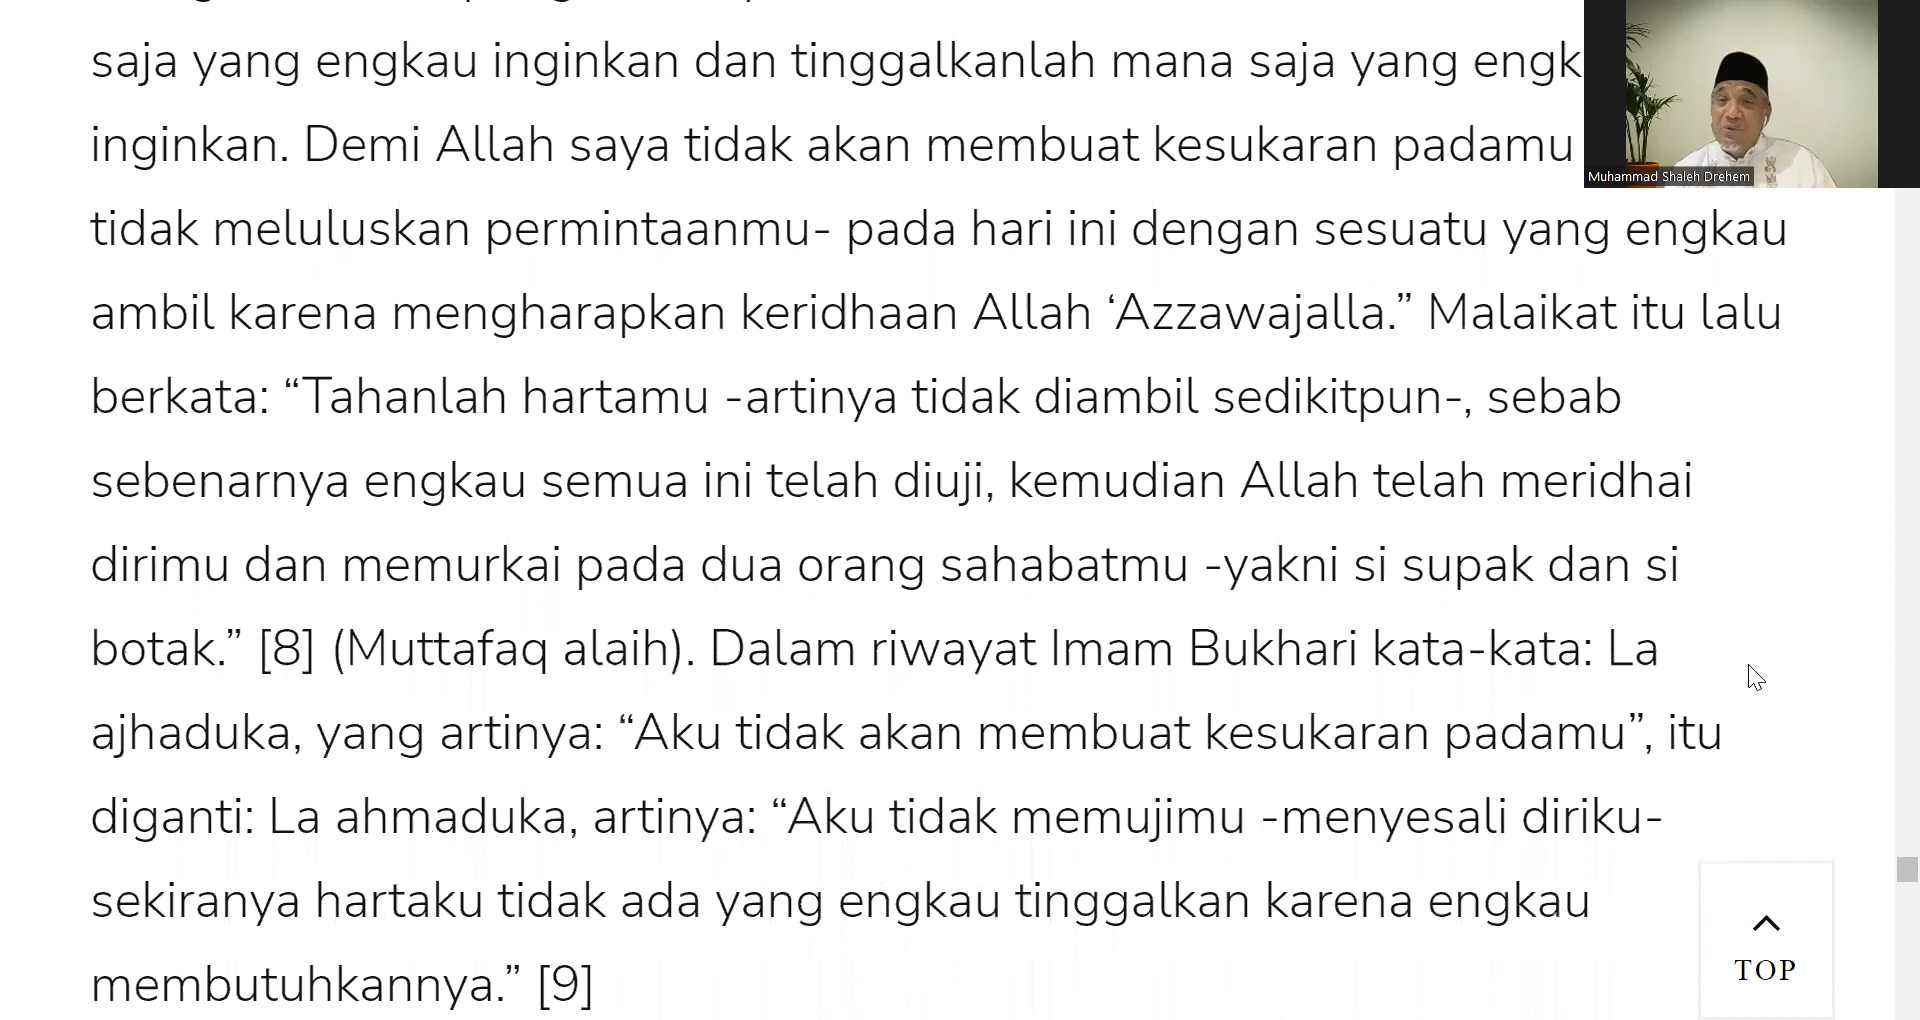 saja yang engkau inginkan dan tinggalkanlah mana saja yang engk
inginkan. Demi Allah saya tidak akan membuat kesukaran padamu
tidak meluluskan permintaanmu- pada hari ini dengan sesuatu yang engkau
ambil karena mengharapkan keridhaan Allah ‘Azzawajalla.” Malaikat itu lalu
berkata: “Tahanlah hartamu -artinya tidak diambil sedikitpun-, sebab
sebenarnya engkau semua ini telah diuji, kemudian Allah telah meridhai
dirimu dan memurkai pada dua orang sahabatmu -yakni si supak dan si
botak.” [8] (Muttafaq alaih). Dalam riwayat Imam Bukhari kata-kata: La
ajhaduka, yang artinya: “Aku tidak akan membuat kesukaran padamu”, itu
diganti: La ahmaduka, artinya: “Aku tidak memujimu -menyesali diriku-
sekiranya hartaku tidak ada yang engkau tinggalkan karena engkau
membutuhkannya.” [9]
Muhammad Shaleh Drehem
TOP